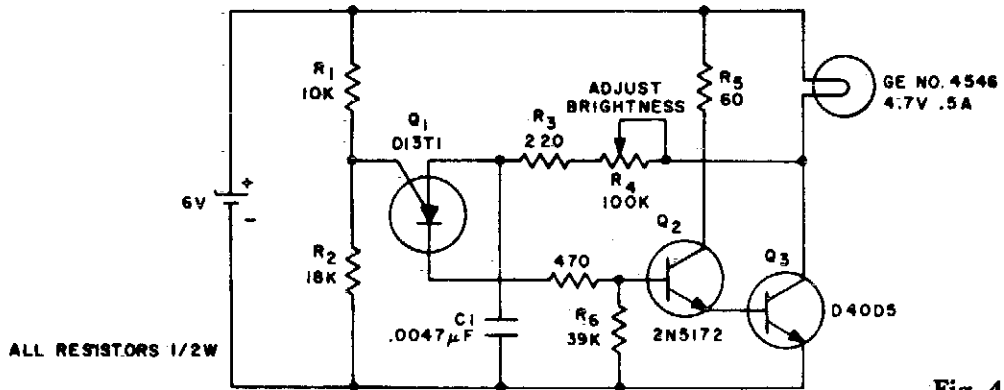 R1
10K
Q1
D13T1
R3
220
ADJUST
BRIGHTNESS
R4
100K
R5
60
GE NO. 4546
4.7V .5A
6V
+
-
R2
18K
470
Q2
2N5172
Q3
D40D5
C1
.0047µF
R6
39K
ALL RESISTORS 1/2W
Fig. 4